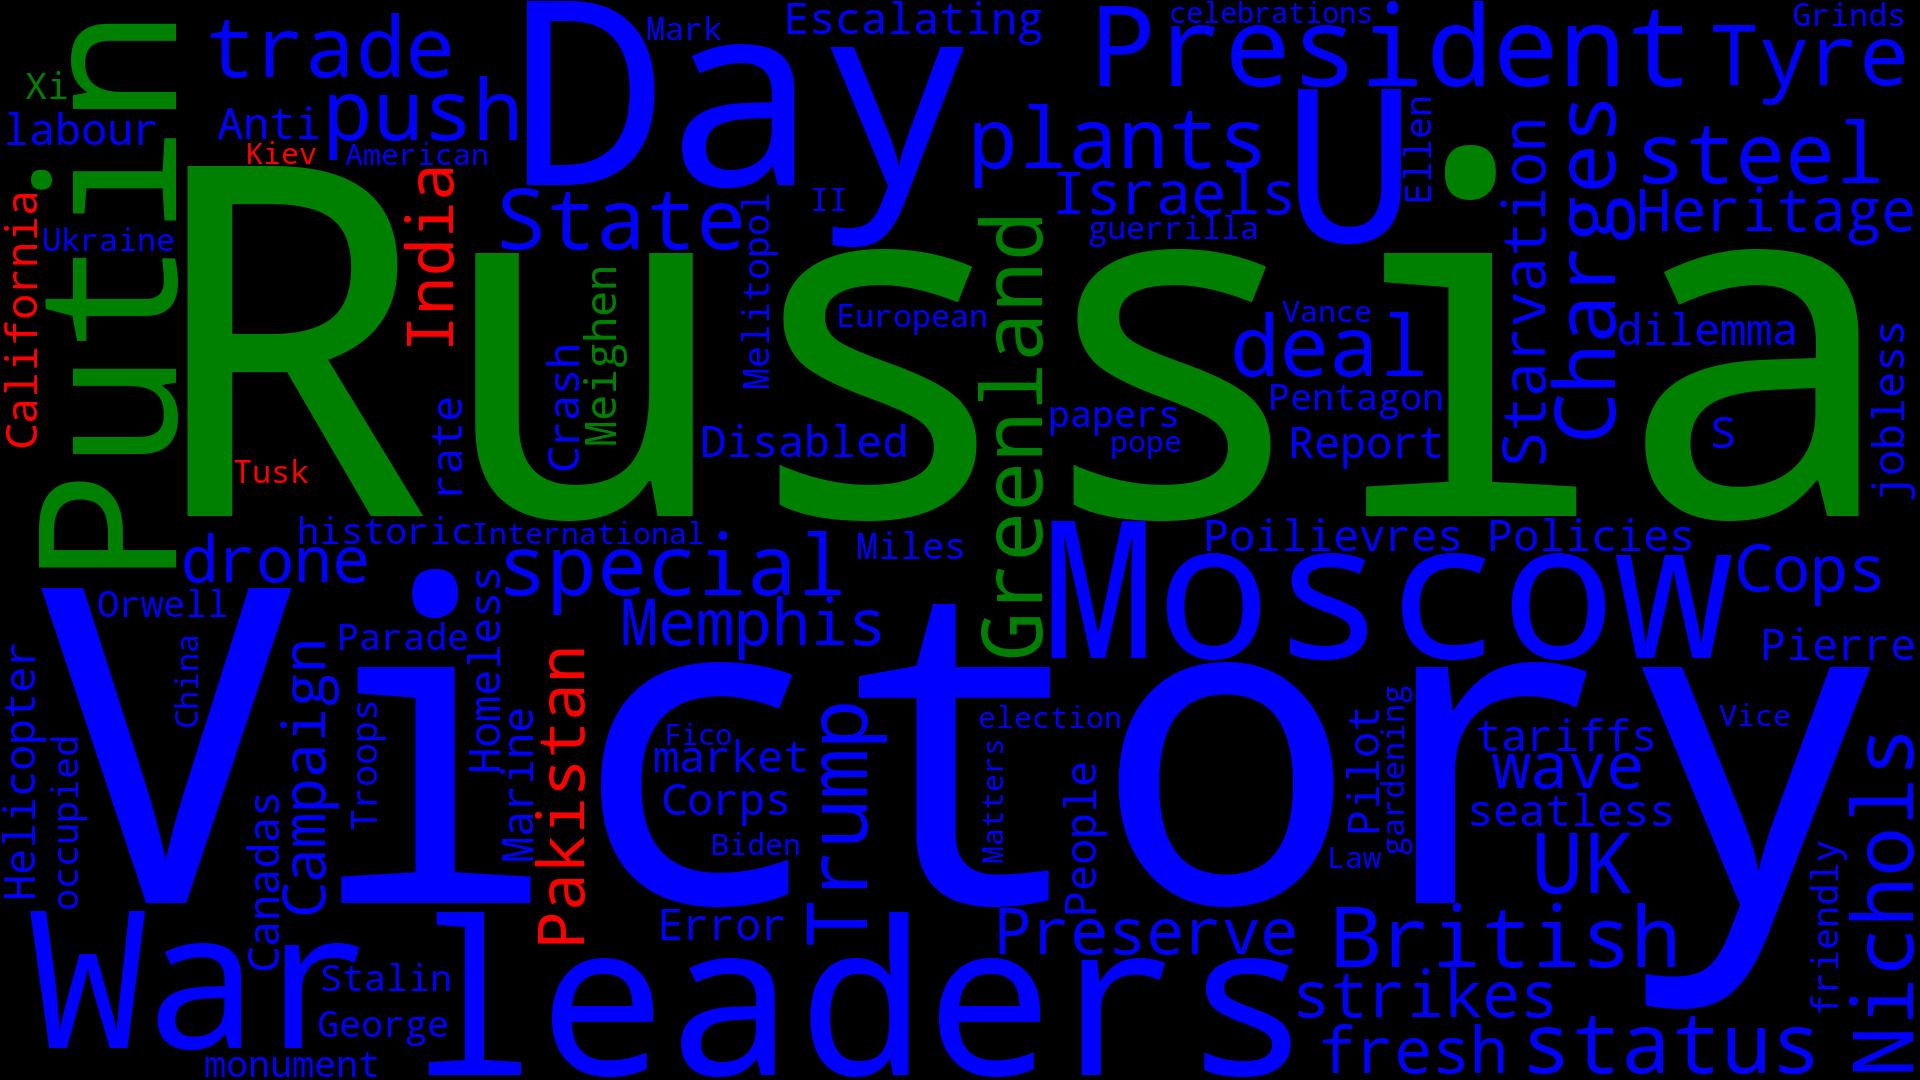 Putin
Xi
trade
Day
Mark
Escalating
President
celebrations
Grinds
Tyre
labour
Anti
push
Kiev
American
plants
U
Ellen
Charges
steel
California
Ukraine
Russia
India
State
II
Melitopol
Israels
guerrilla
Greenland
Starvation
Heritage
European
Vance
deal
dilemma
jobless
Crash
Meighen
rate
Disabled
papers
pope
Pentagon
Report
S
Tusk
historic
International
drone
special
Miles
Moscow
Poilievres
Policies
Cops
Orwell
Parade
Homeless
Memphis
Pierre
Victory
China
Helicopter
occupied
Campaign
Canadas
Troops
Marine
Pakistan
Fico
market
Corps
Biden
Trump
election
Matters
People
Pilot
gardening
Law
tariffs
wave
seatless
UK
Vice
friendly
Nichols
War
Stalin
George
monument
leaders
Error
Preserve
British
strikes
fresh
status